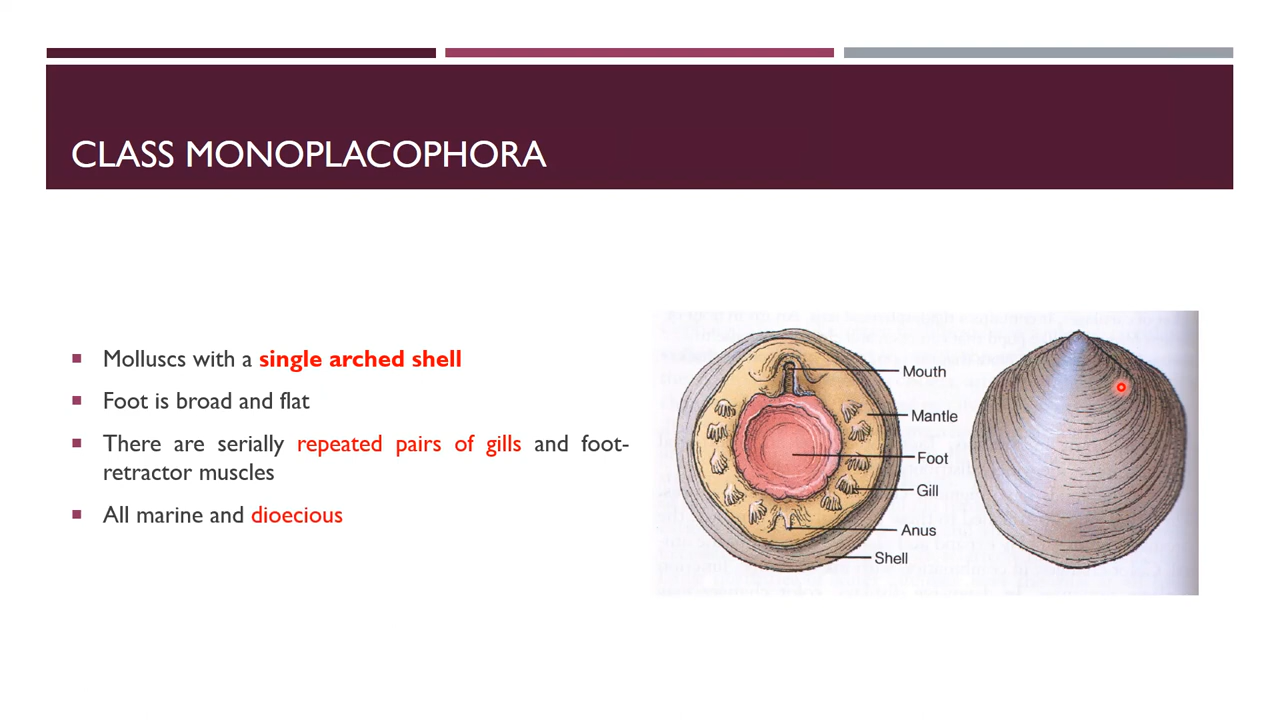 CLASS MONOPLACOPHORA
Molluscs with a single arched shell
Foot is broad and flat
There are serially repeated pairs of gills and foot-
retractor muscles
All marine and dioecious
Mouth
Mantle
Foot
Gill
Anus
Shell